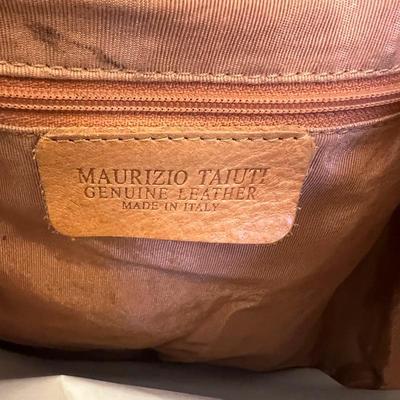 MAURIZIO TAIUTI
GENUINE LEATHER
MADE IN ITALY